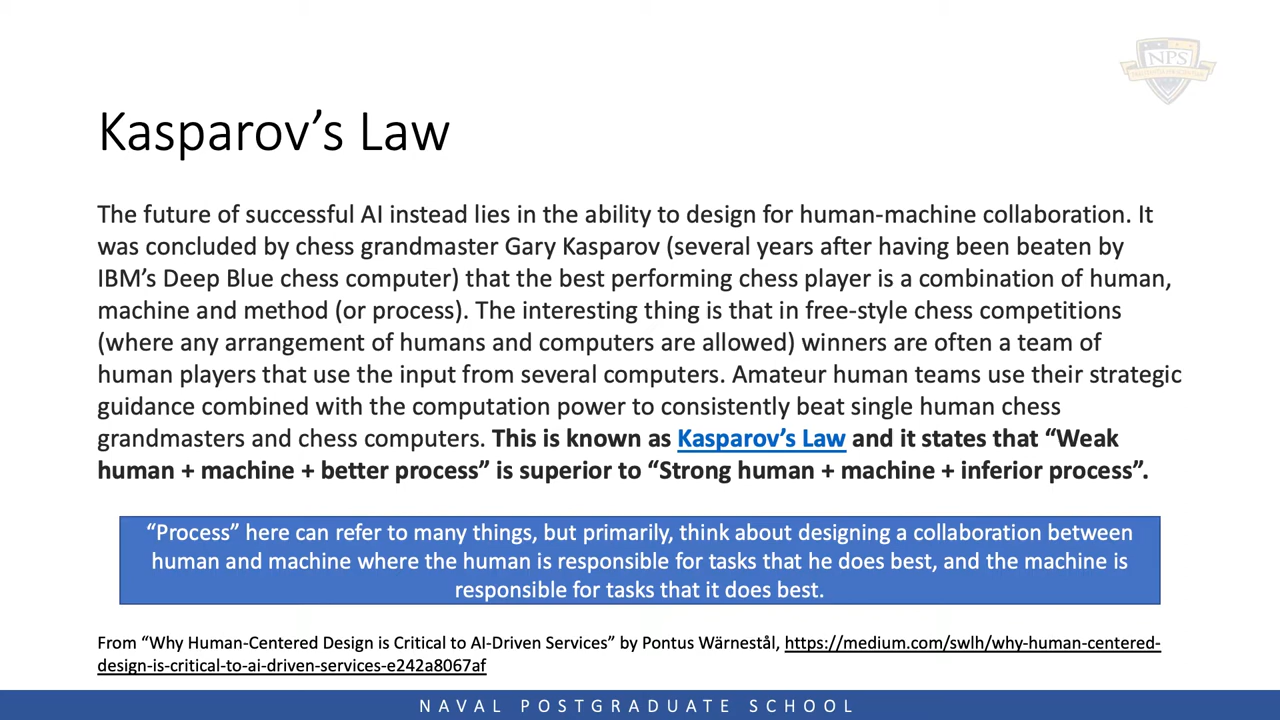 NPS
Kasparov’s Law
The future of successful AI instead lies in the ability to design for human-machine collaboration. It
was concluded by chess grandmaster Gary Kasparov (several years after having been beaten by
IBM’s Deep Blue chess computer) that the best performing chess player is a combination of human,
machine and method (or process). The interesting thing is that in free-style chess competitions
(where any arrangement of humans and computers are allowed) winners are often a team of
human players that use the input from several computers. Amateur human teams use their strategic
guidance combined with the computation power to consistently beat single human chess
grandmasters and chess computers. This is known as Kasparov’s Law and it states that “Weak
human + machine + better process” is superior to “Strong human + machine + inferior process”.
“Process” here can refer to many things, but primarily, think about designing a collaboration between
human and machine where the human is responsible for tasks that he does best, and the machine is
responsible for tasks that it does best.
From “Why Human-Centered Design is Critical to AI-Driven Services” by Pontus Wärnestål, https://medium.com/swlh/why-human-centered-
design-is-critical-to-ai-driven-services-e242a8067af
NAVAL POSTGRADUATE SCHOOL